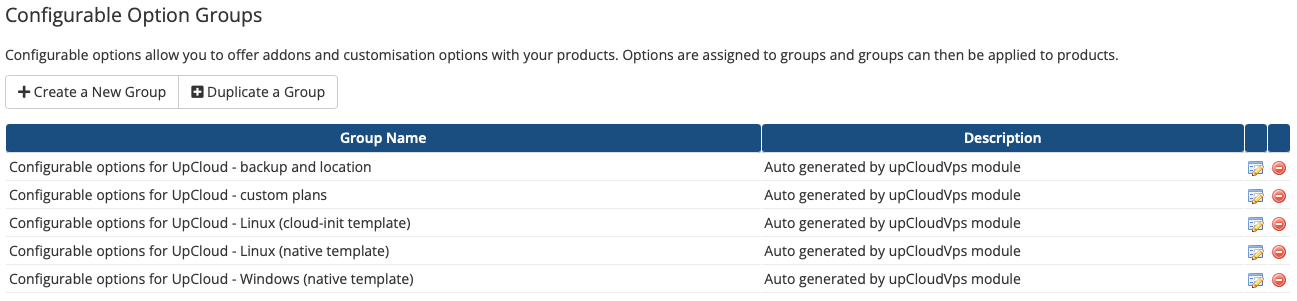 Configurable Option Groups
Configurable options allow you to offer addons and customisation options with your products. Options are assigned to groups and groups can then be applied to products.
Create a New Group Duplicate a Group
Group Name Description
Configurable options for UpCloud - backup and location Auto generated by upCloudVps module
Configurable options for UpCloud - custom plans Auto generated by upCloudVps module
Configurable options for UpCloud - Linux (cloud-init template) Auto generated by upCloudVps module
Configurable options for UpCloud - Linux (native template) Auto generated by upCloudVps module
Configurable options for UpCloud - Windows (native template) Auto generated by upCloudVps module